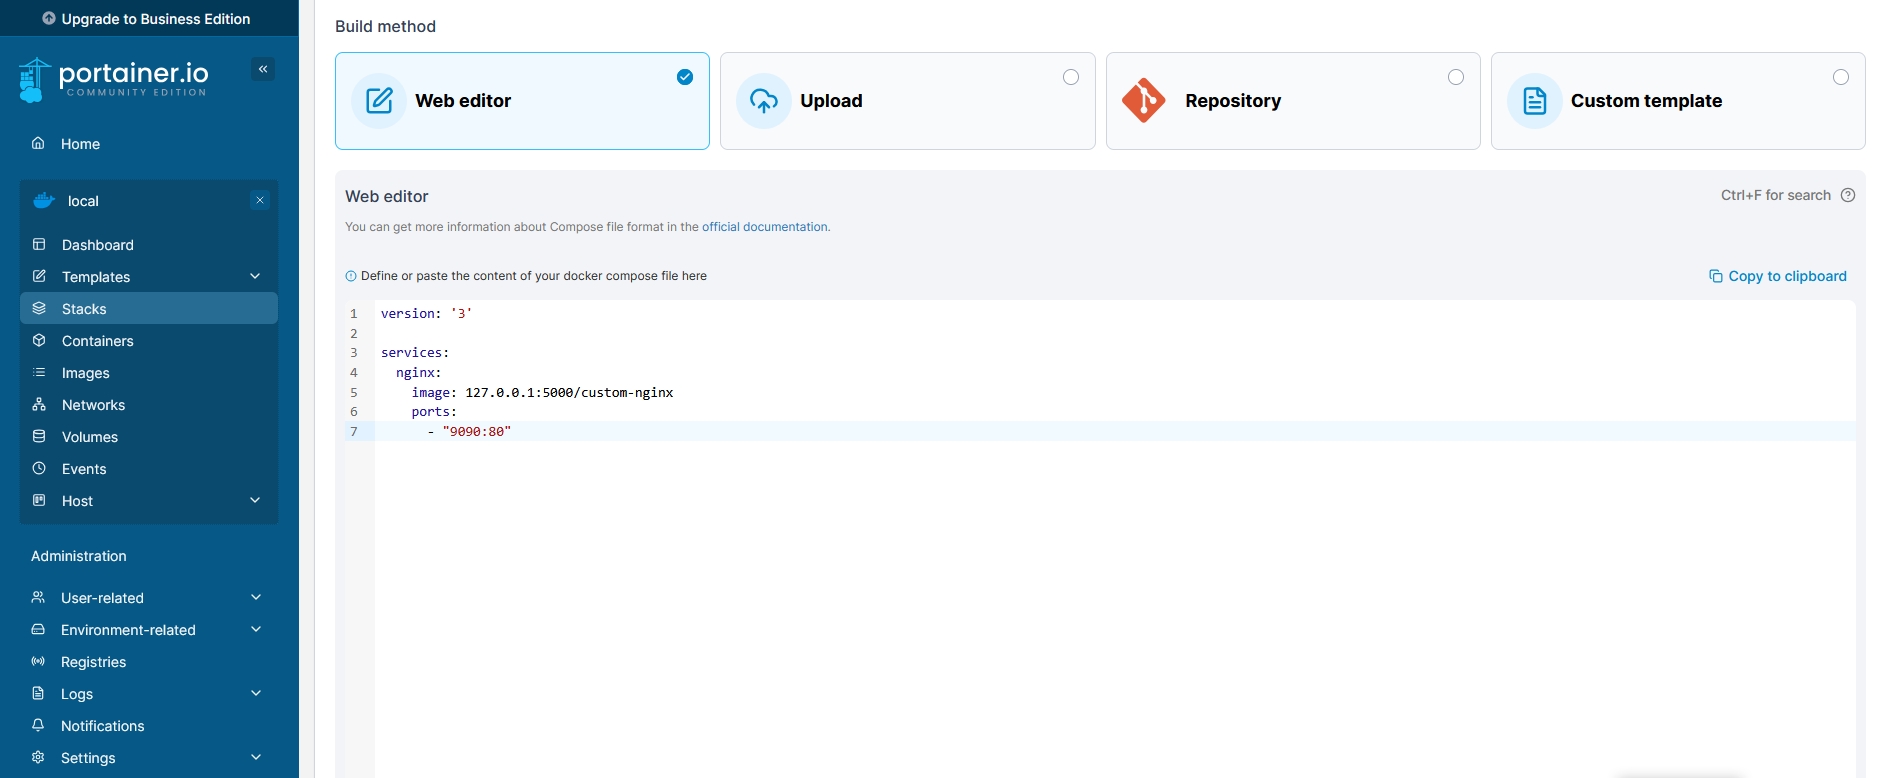 Upgrade to Business Edition
portainer.io
COMMUNITY EDITION
Home
local
Dashboard
Templates
Stacks
Containers
Images
Networks
Volumes
Events
Host
Administration
User-related
Environment-related
Registries
Logs
Notifications
Settings
Build method
Web editor
Upload
Repository
Custom template
Web editor
Ctrl+F for search
You can get more information about Compose file format in the official documentation.
Define or paste the content of your docker compose file here
Copy to clipboard
1 version: '3'
2
3 services:
4   nginx:
5     image: 127.0.0.1:5000/custom-nginx
6     ports:
7       - "9090:80"